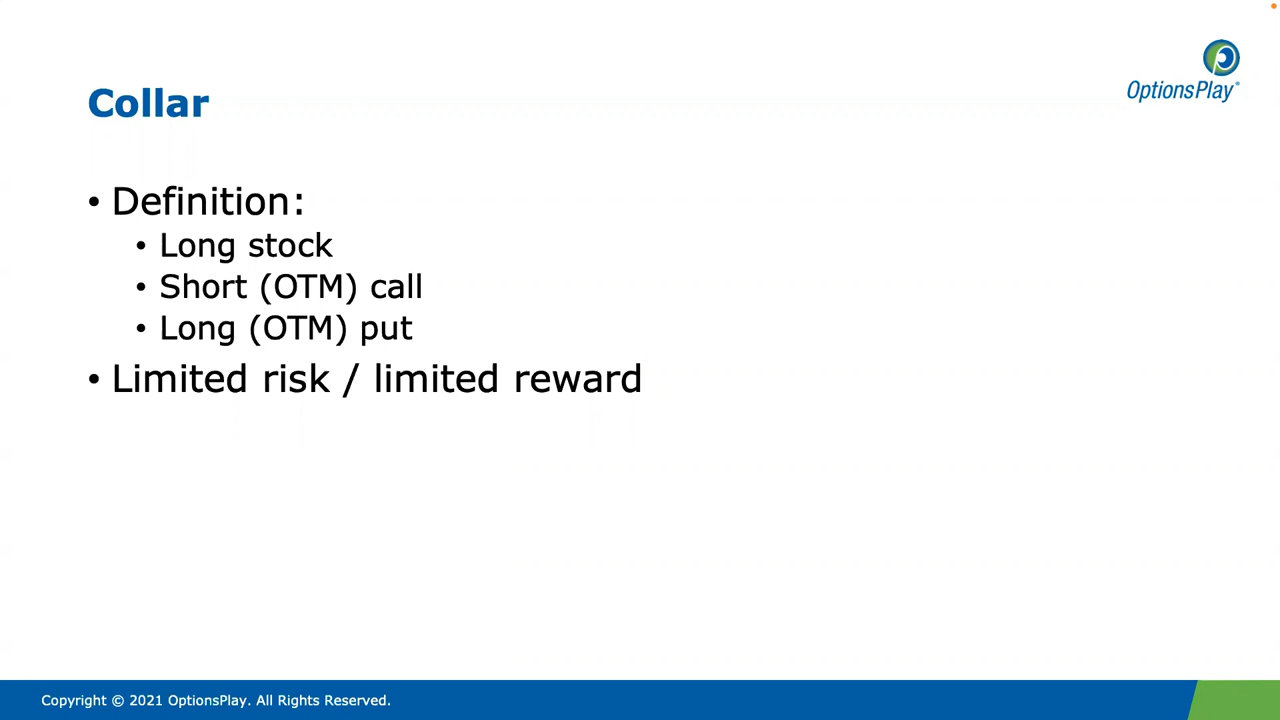 OptionsPlay®
Collar
• Definition:
• Long stock
• Short (OTM) call
• Long (OTM) put
• Limited risk / limited reward
Copyright © 2021 OptionsPlay. All Rights Reserved.